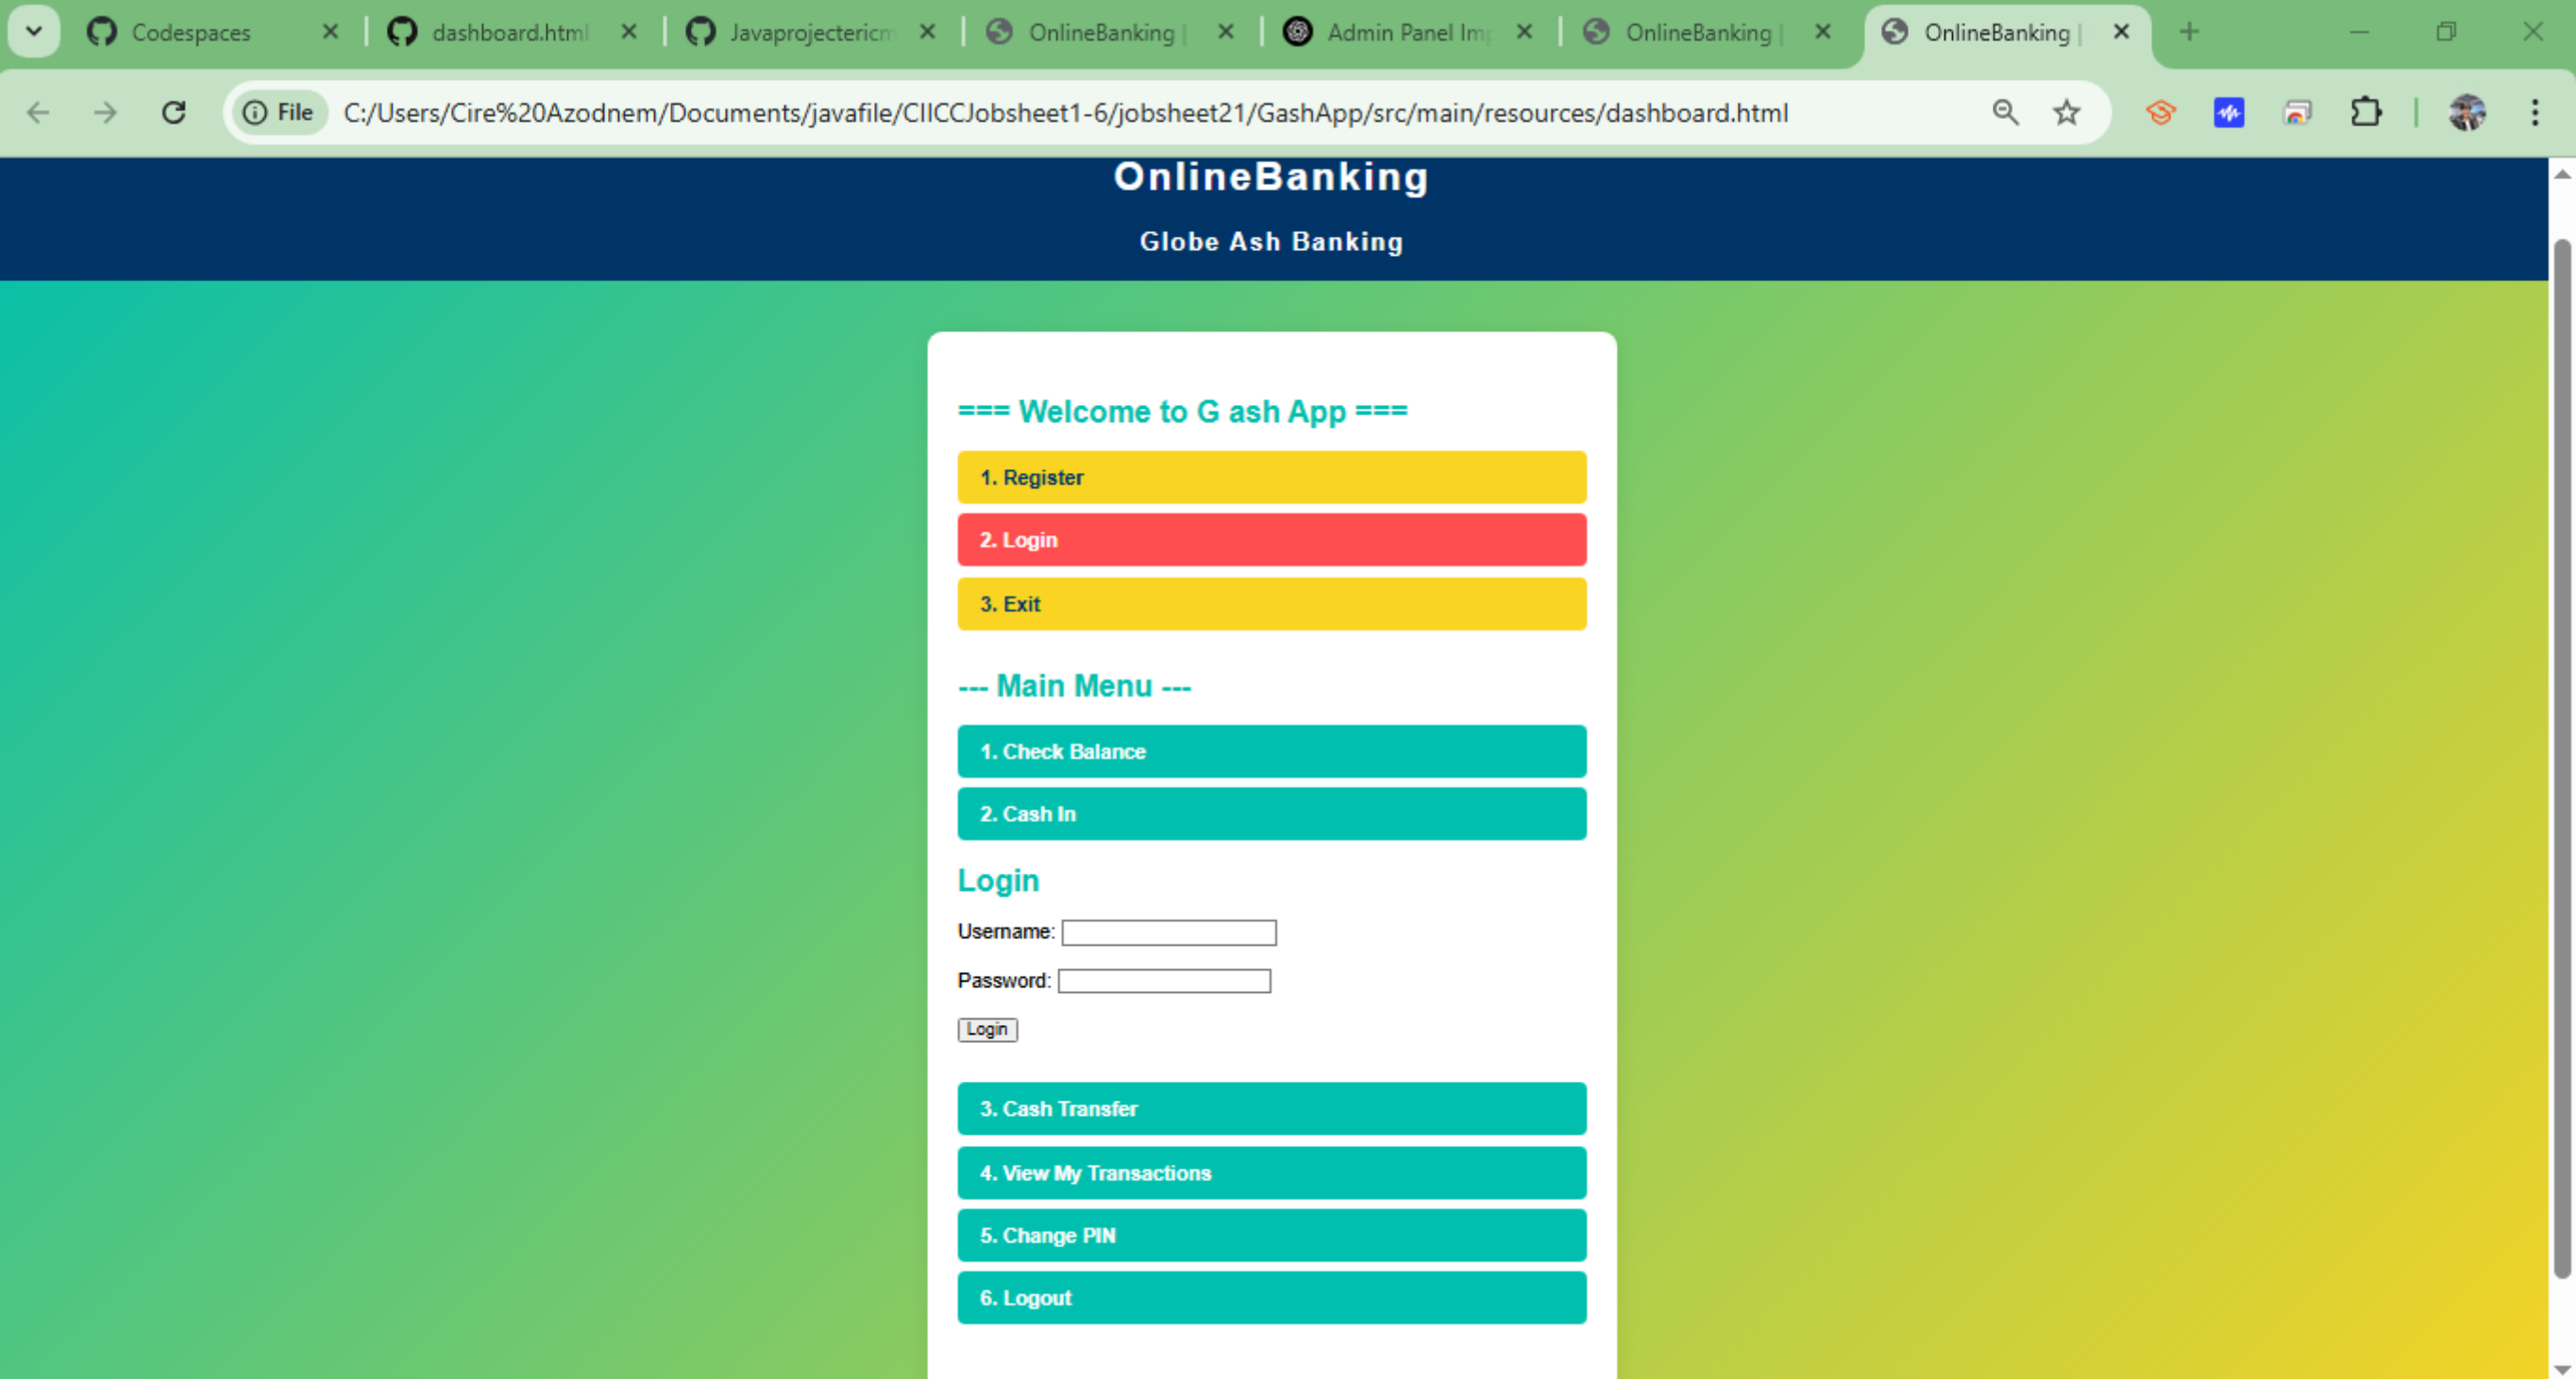 Codespaces
dashboard.html
Javaprojectericm
OnlineBanking |
Admin Panel Imp
OnlineBanking |
OnlineBanking |
File
C:/Users/Cire%20Azodnem/Documents/javafile/CIICCJobsheet1-6/jobsheet21/GashApp/src/main/resources/dashboard.html
OnlineBanking
Globe Ash Banking
=== Welcome to G ash App ===
1. Register
2. Login
3. Exit
--- Main Menu ---
1. Check Balance
2. Cash In
Login
Username:
Password:
Login
3. Cash Transfer
4. View My Transactions
5. Change PIN
6. Logout